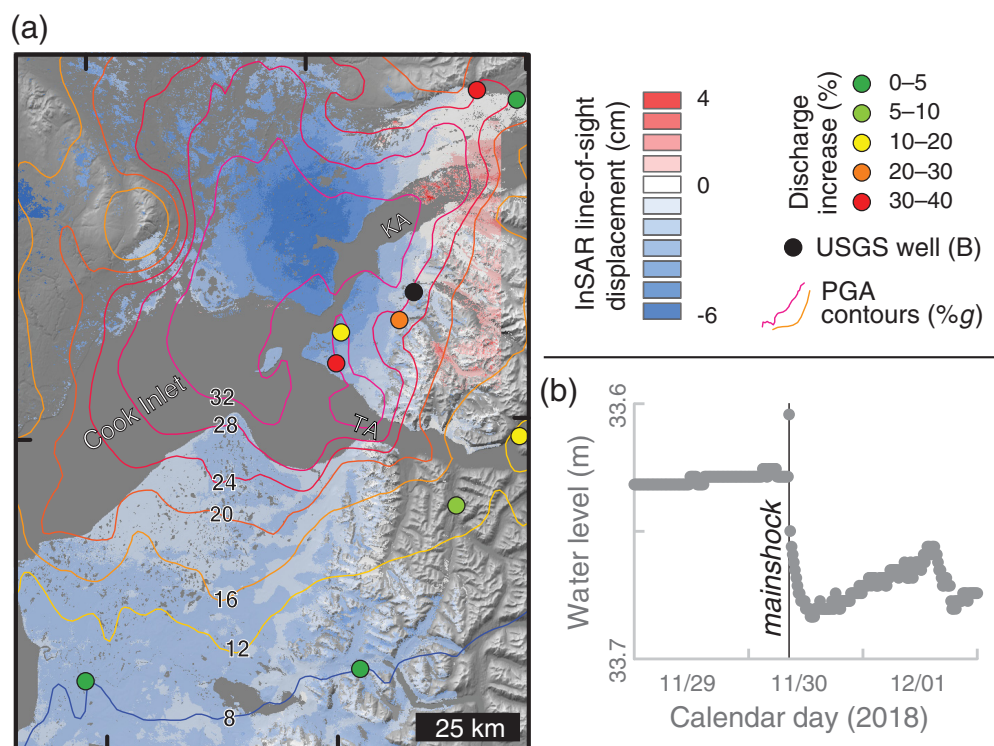 (a)
KA
Cook Inlet
TA
32
28
24
20
16
12
8
25 km
InSAR line-of-sight
displacement (cm)
4
0
-6
Discharge
increase (%)
0–5
5–10
10–20
20–30
30–40
USGS well (B)
PGA
contours (%g)
(b)
Water level (m)
33.6
33.7
mainshock
11/29
11/30
12/01
Calendar day (2018)